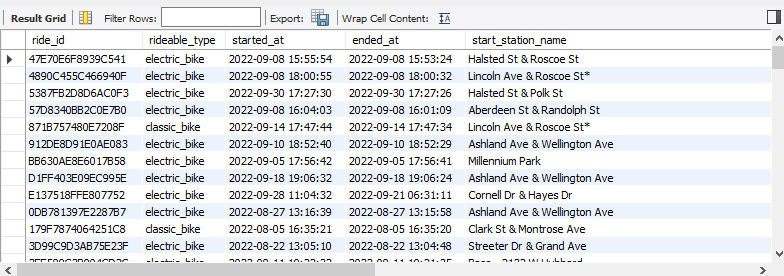 Result Grid Filter Rows: Export: Wrap Cell Content:
ride_id rideable_type started_at ended_at start_station_name
47E70E6F8939C541 electric_bike 2022-09-08 15:55:54 2022-09-08 15:53:24 Halsted St & Roscoe St
4890C455C466940F electric_bike 2022-09-08 18:00:55 2022-09-08 18:00:32 Lincoln Ave & Roscoe St*
5387FB2D8D6AC0F3 electric_bike 2022-09-30 17:27:30 2022-09-30 17:27:26 Halsted St & Polk St
57D8340BB2C0E7B0 electric_bike 2022-09-08 16:04:03 2022-09-08 16:01:09 Aberdeen St & Randolph St
871B757480E7208F classic_bike 2022-09-14 17:47:44 2022-09-14 17:47:34 Lincoln Ave & Roscoe St*
912DE8D91E0AE083 electric_bike 2022-09-10 18:52:40 2022-09-10 18:52:29 Ashland Ave & Wellington Ave
BB630AE8E6017B58 electric_bike 2022-09-05 17:56:42 2022-09-05 17:56:41 Millennium Park
D1FF403E09EC995E electric_bike 2022-09-18 19:06:32 2022-09-18 19:06:24 Ashland Ave & Wellington Ave
E137518FFE807752 electric_bike 2022-09-28 11:04:32 2022-09-21 06:31:11 Cornell Dr & Hayes Dr
0DB781397E2287B7 electric_bike 2022-08-27 13:16:39 2022-08-27 13:15:58 Ashland Ave & Wellington Ave
179F7874064251C8 classic_bike 2022-08-05 16:35:21 2022-08-05 16:35:20 Clark St & Montrose Ave
3D99C9D3AB75E23F electric_bike 2022-08-22 13:05:10 2022-08-22 13:04:48 Streeter Dr & Grand Ave